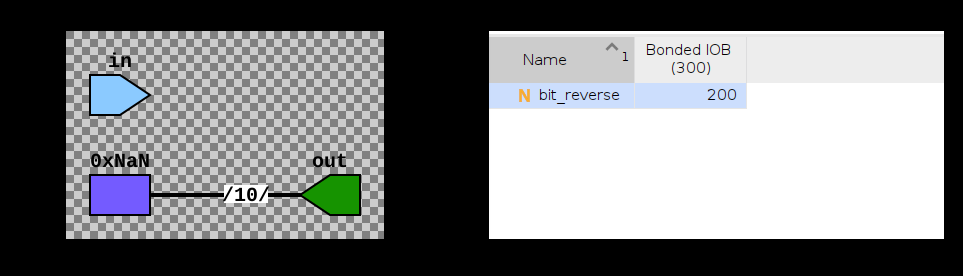 in
0xNaN
out
/10/
Name
1
Bonded IOB
(300)
N bit_reverse
200